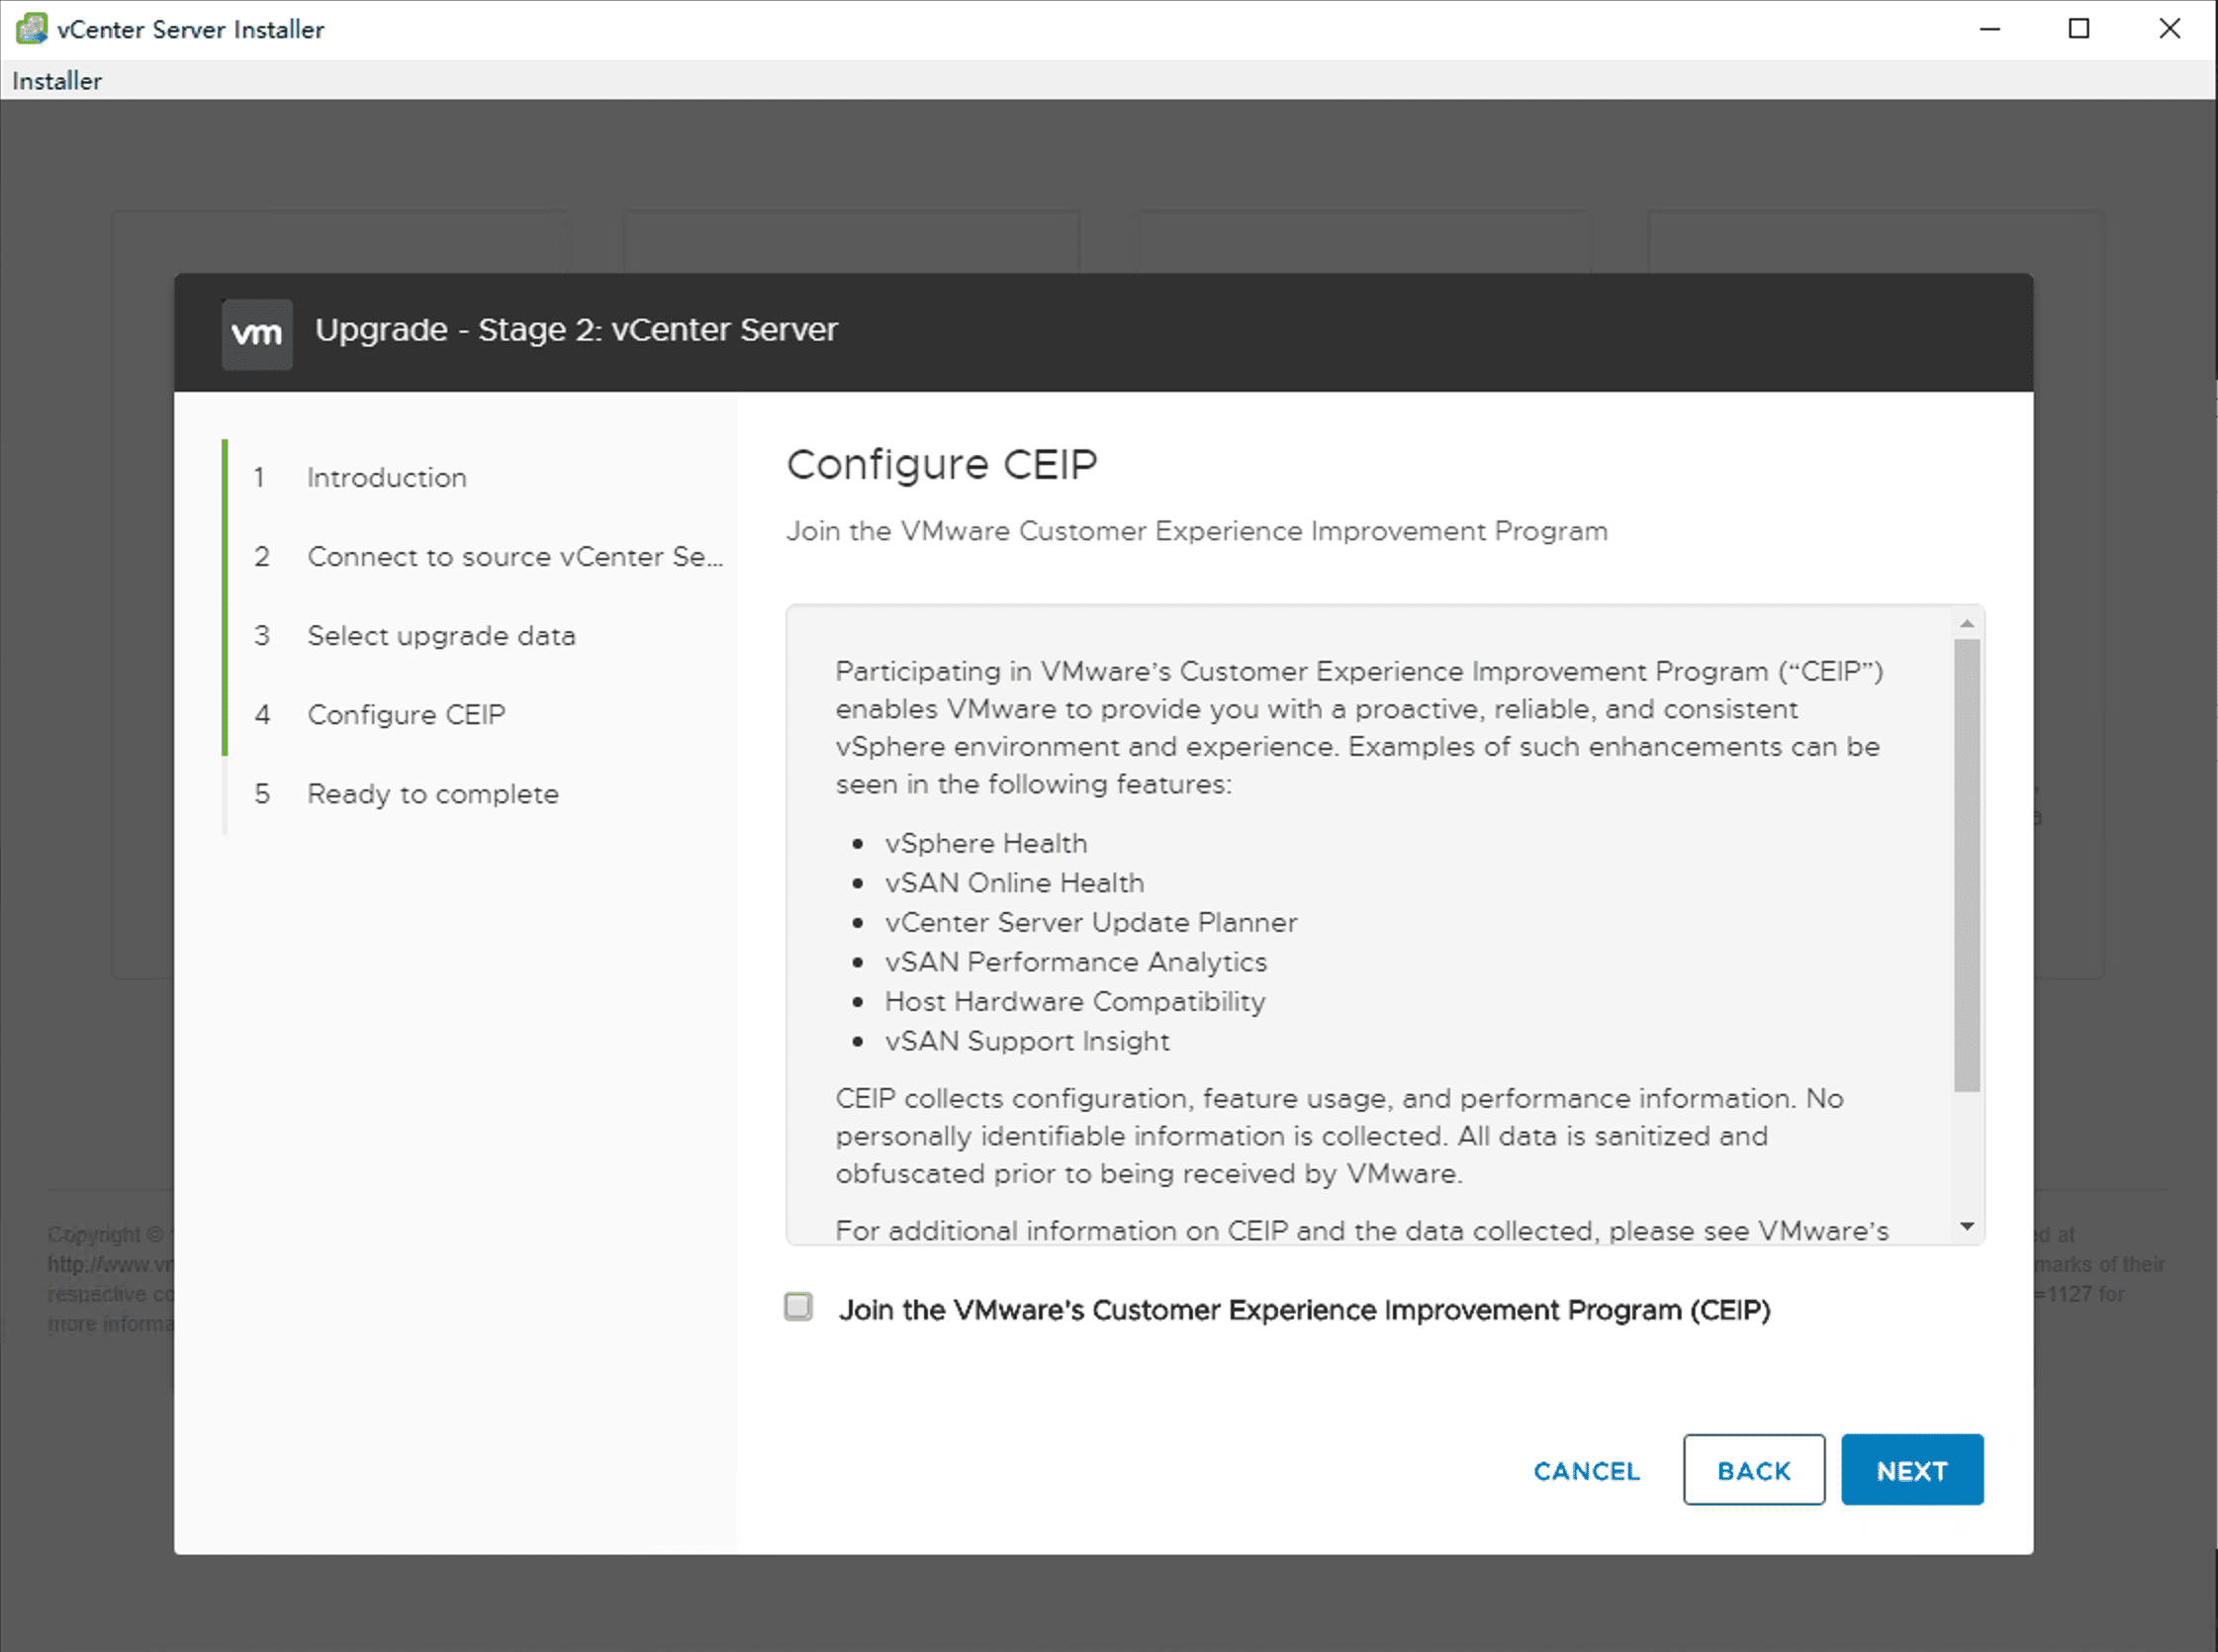 vCenter Server Installer
Installer
vm
Upgrade - Stage 2: vCenter Server
1 Introduction
2 Connect to source vCenter Se...
3 Select upgrade data
4 Configure CEIP
5 Ready to complete
Configure CEIP
Join the VMware Customer Experience Improvement Program
Participating in VMware’s Customer Experience Improvement Program (“CEIP”)
enables VMware to provide you with a proactive, reliable, and consistent
vSphere environment and experience. Examples of such enhancements can be
seen in the following features:
• vSphere Health
• vSAN Online Health
• vCenter Server Update Planner
• vSAN Performance Analytics
• Host Hardware Compatibility
• vSAN Support Insight
CEIP collects configuration, feature usage, and performance information. No
personally identifiable information is collected. All data is sanitized and
obfuscated prior to being received by VMware.
For additional information on CEIP and the data collected, please see VMware’s
Join the VMware's Customer Experience Improvement Program (CEIP)
CANCEL
BACK
NEXT
Copyright ©
http://www.vm
respective
more
at
marks of their
=1127 for